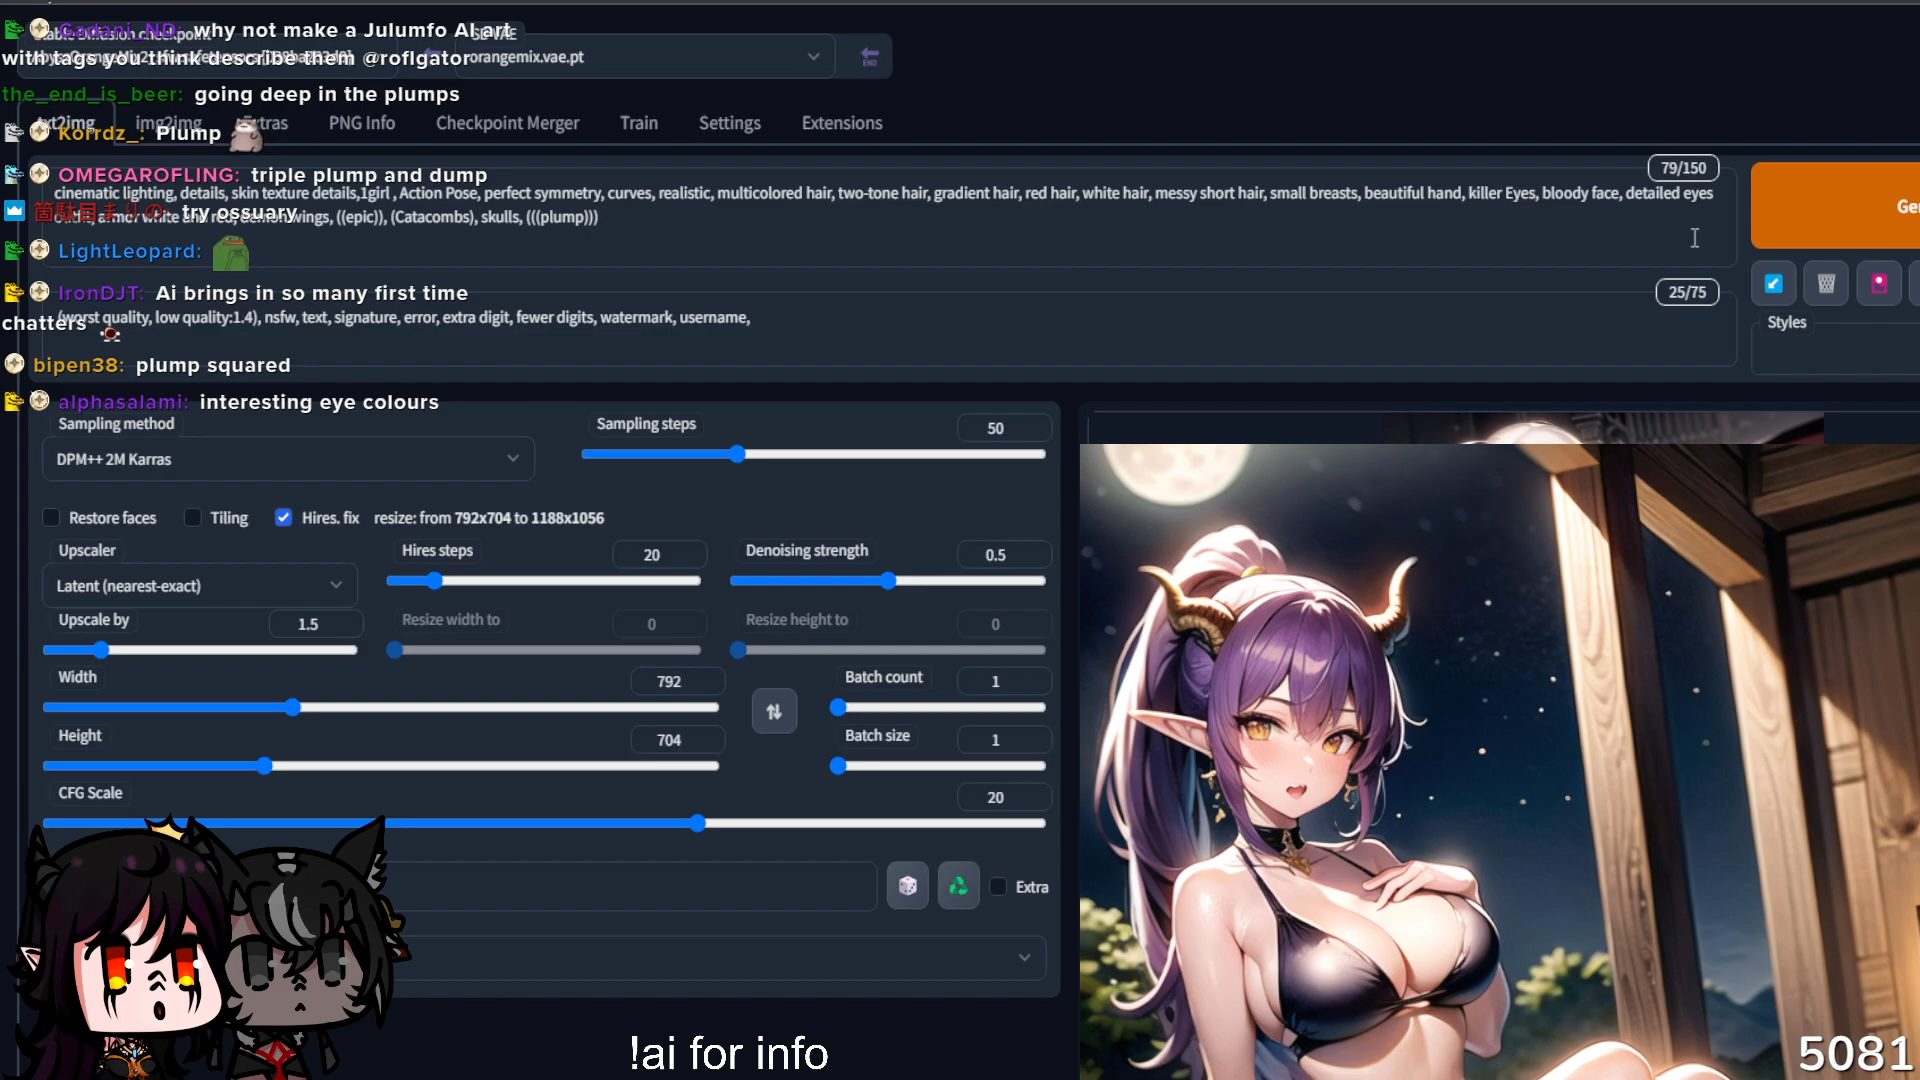 Gadani_ND: why not make a Julumfo AI art
with tags you think describe them @roflgator
SD VAE
orangemix.vae.pt
the_end_is_beer: going deep in the plumps
txt2img img2img Extras PNG Info Checkpoint Merger Train Settings Extensions
Korrdz_: Plump
79/150
OMEGAROFLING: triple plump and dump
cinematic lighting, details, skin texture details,1girl , Action Pose, perfect symmetry, curves, realistic, multicolored hair, two-tone hair, gradient hair, red hair, white hair, messy short hair, small breasts, beautiful hand, killer Eyes, bloody face, detailed eyes
try ossuary
wings, ((epic)), (Catacombs), skulls, (((plump)))
LightLeopard:
IronDJT: Ai brings in so many first time
chatters
25/75
(worst quality, low quality:1.4), nsfw, text, signature, error, extra digit, fewer digits, watermark, username,
Styles
bipen38: plump squared
alphasalami: interesting eye colours
Sampling method
DPM++ 2M Karras
Sampling steps
50
Restore faces Tiling Hires. fix resize: from 792x704 to 1188x1056
Upscaler
Latent (nearest-exact)
Hires steps
20
Denoising strength
0.5
Upscale by
1.5
Resize width to
0
Resize height to
0
Width
792
Batch count
1
Height
704
Batch size
1
CFG Scale
20
Extra
!ai for info
5081